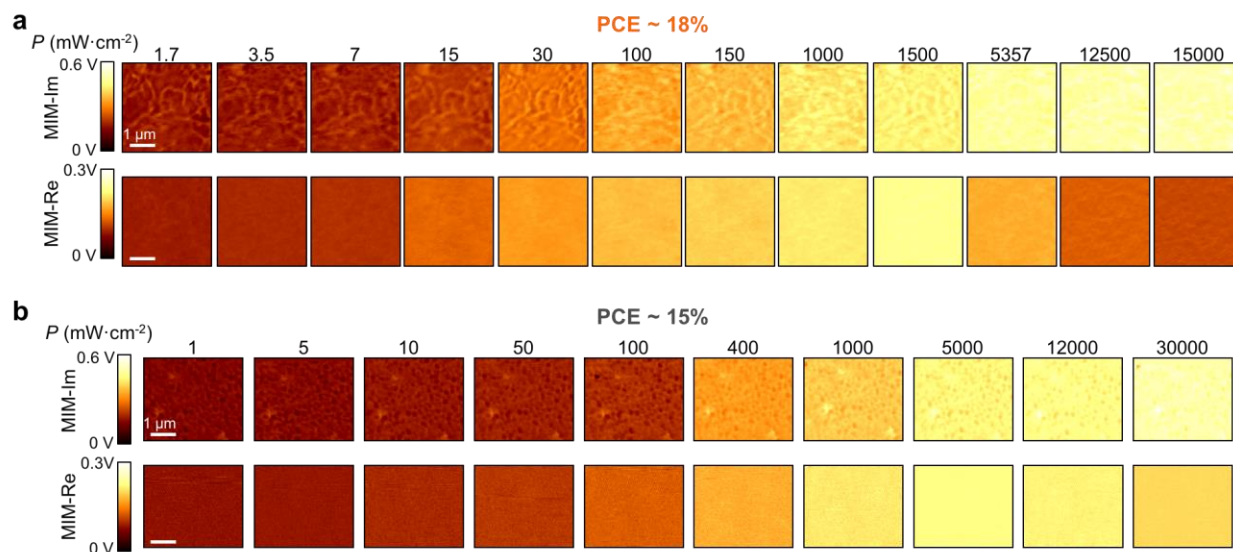 a
PCE ~ 18%
P (mW·cm-2)
1.7 3.5 7 15 30 100 150 1000 1500 5357 12500 15000
0.6 V
MIM-Im
1 μm
0 V
0.3V
MIM-Re
0 V
b
PCE ~ 15%
P (mW·cm-2)
1 5 10 50 100 400 1000 5000 12000 30000
0.6 V
MIM-Im
1 μm
0 V
0.3V
MIM-Re
0 V